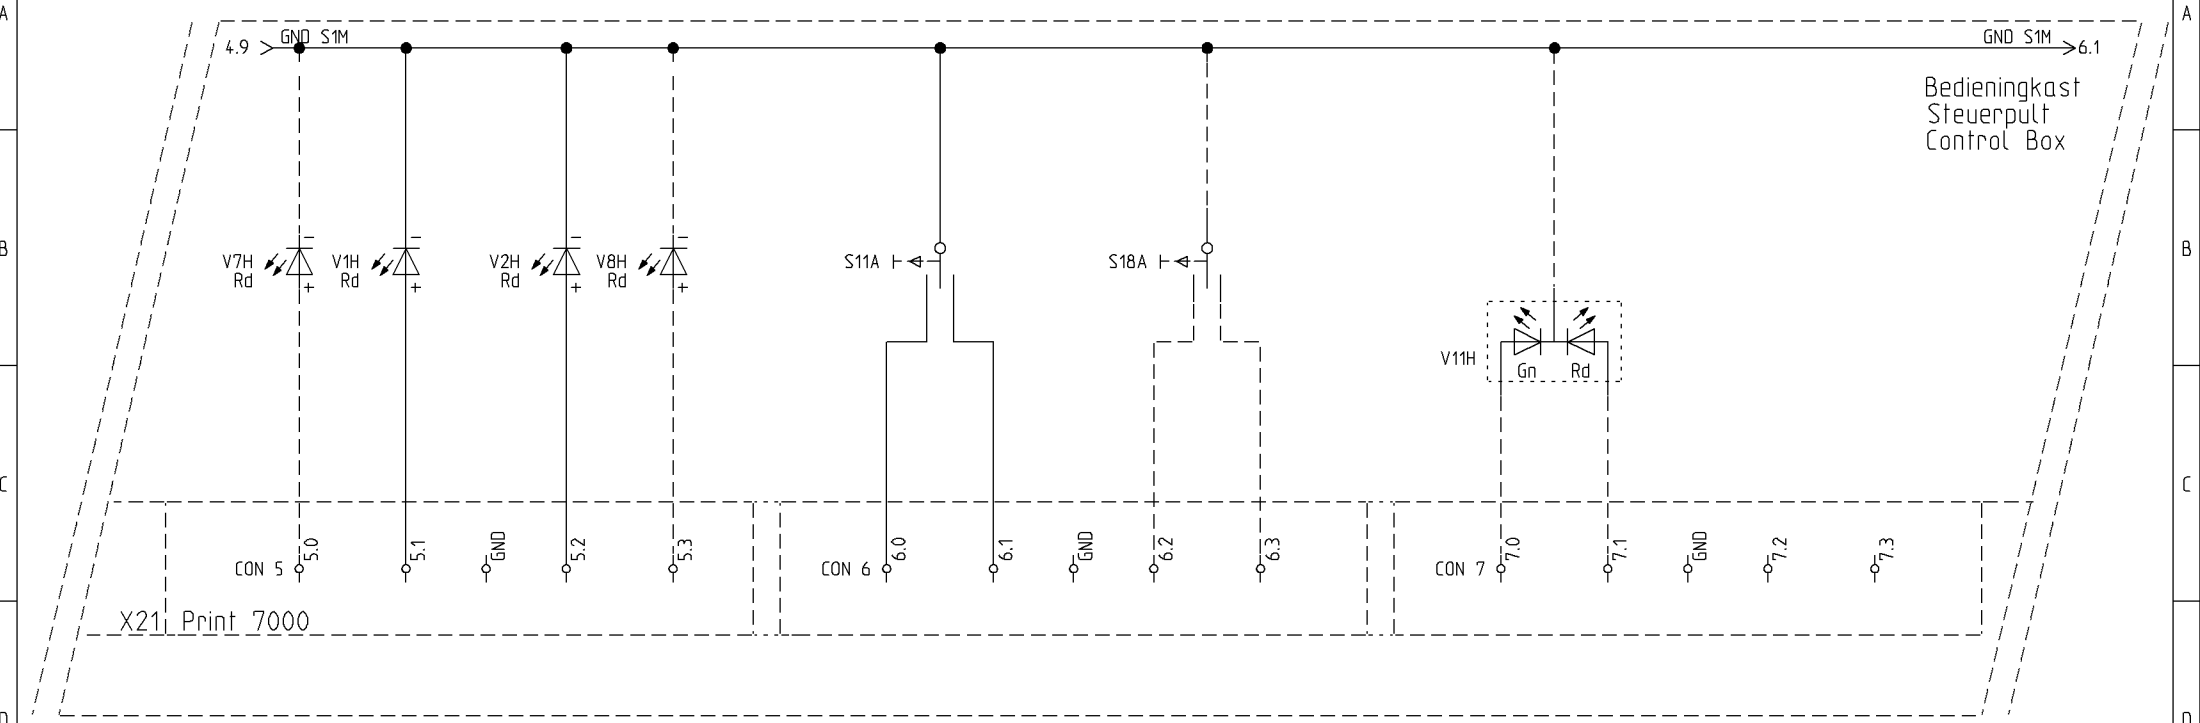 A
A
4.9
GND S1M
GND S1M
6.1
Bedieningkast
Steuerpult
Control Box
B
B
V7H
Rd
-
+
V1H
Rd
-
+
V2H
Rd
-
+
V8H
Rd
-
+
S11A
S18A
V11H
Gn
Rd
C
C
CON 5
5.0
5.1
GND
5.2
5.3
CON 6
6.0
6.1
GND
6.2
6.3
CON 7
7.0
7.1
GND
7.2
7.3
X21 Print 7000
D
D